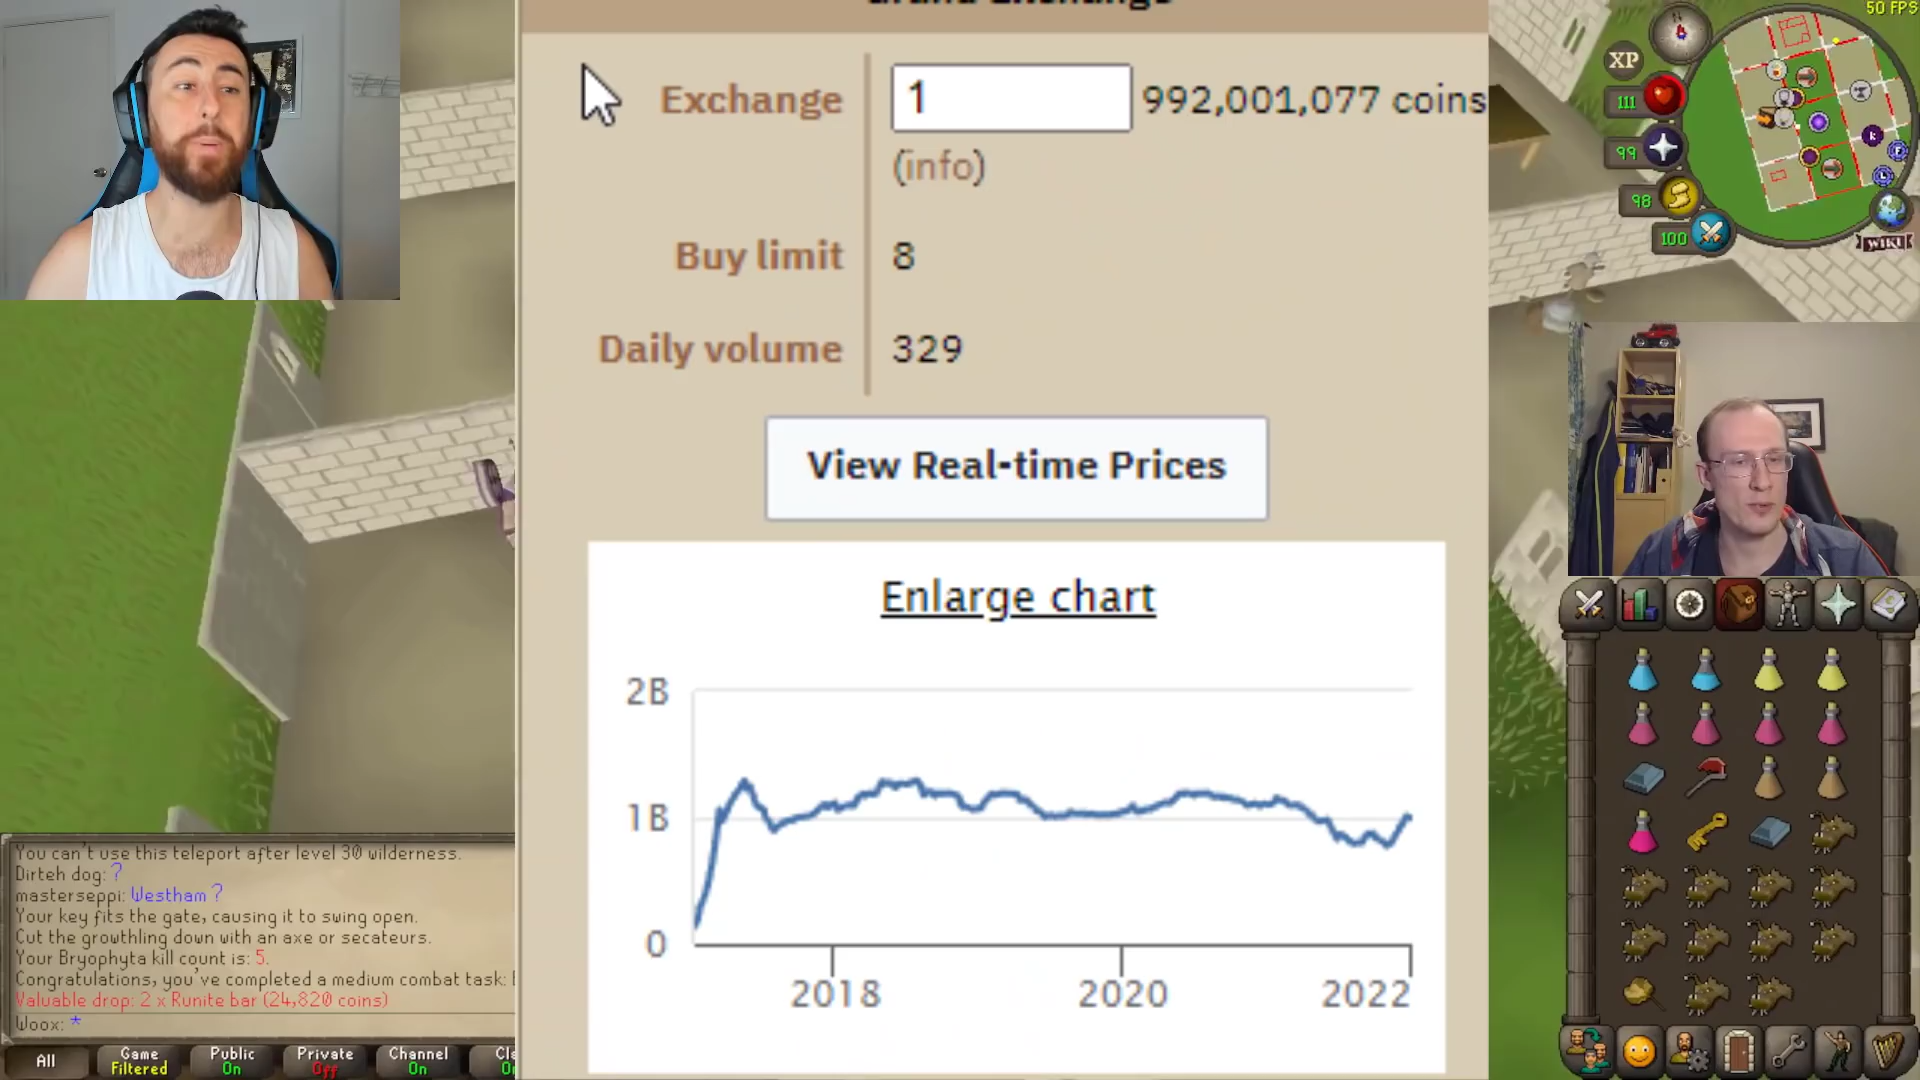 Grand Exchange
Exchange
1
992,001,077 coins
(info)
Buy limit
8
Daily volume
329
View Real-time Prices
Enlarge chart
2B
1B
0
2018
2020
2022
50 FPS
XP
111
99
98
100
WIKI
You can't use this teleport after level 30 wilderness.
Dirteh dog: ?
masterseppi: Westham ?
Your key fits the gate, causing it to swing open.
Cut the growthling down with an axe or secateurs.
Your Bryophyta kill count is: 5.
Congratulations, you've completed a medium combat task:
Valuable drop: 2 x Runite bar (24,820 coins)
Woox: *
All
Game
Filtered
Public
On
Private
Off
Channel
On